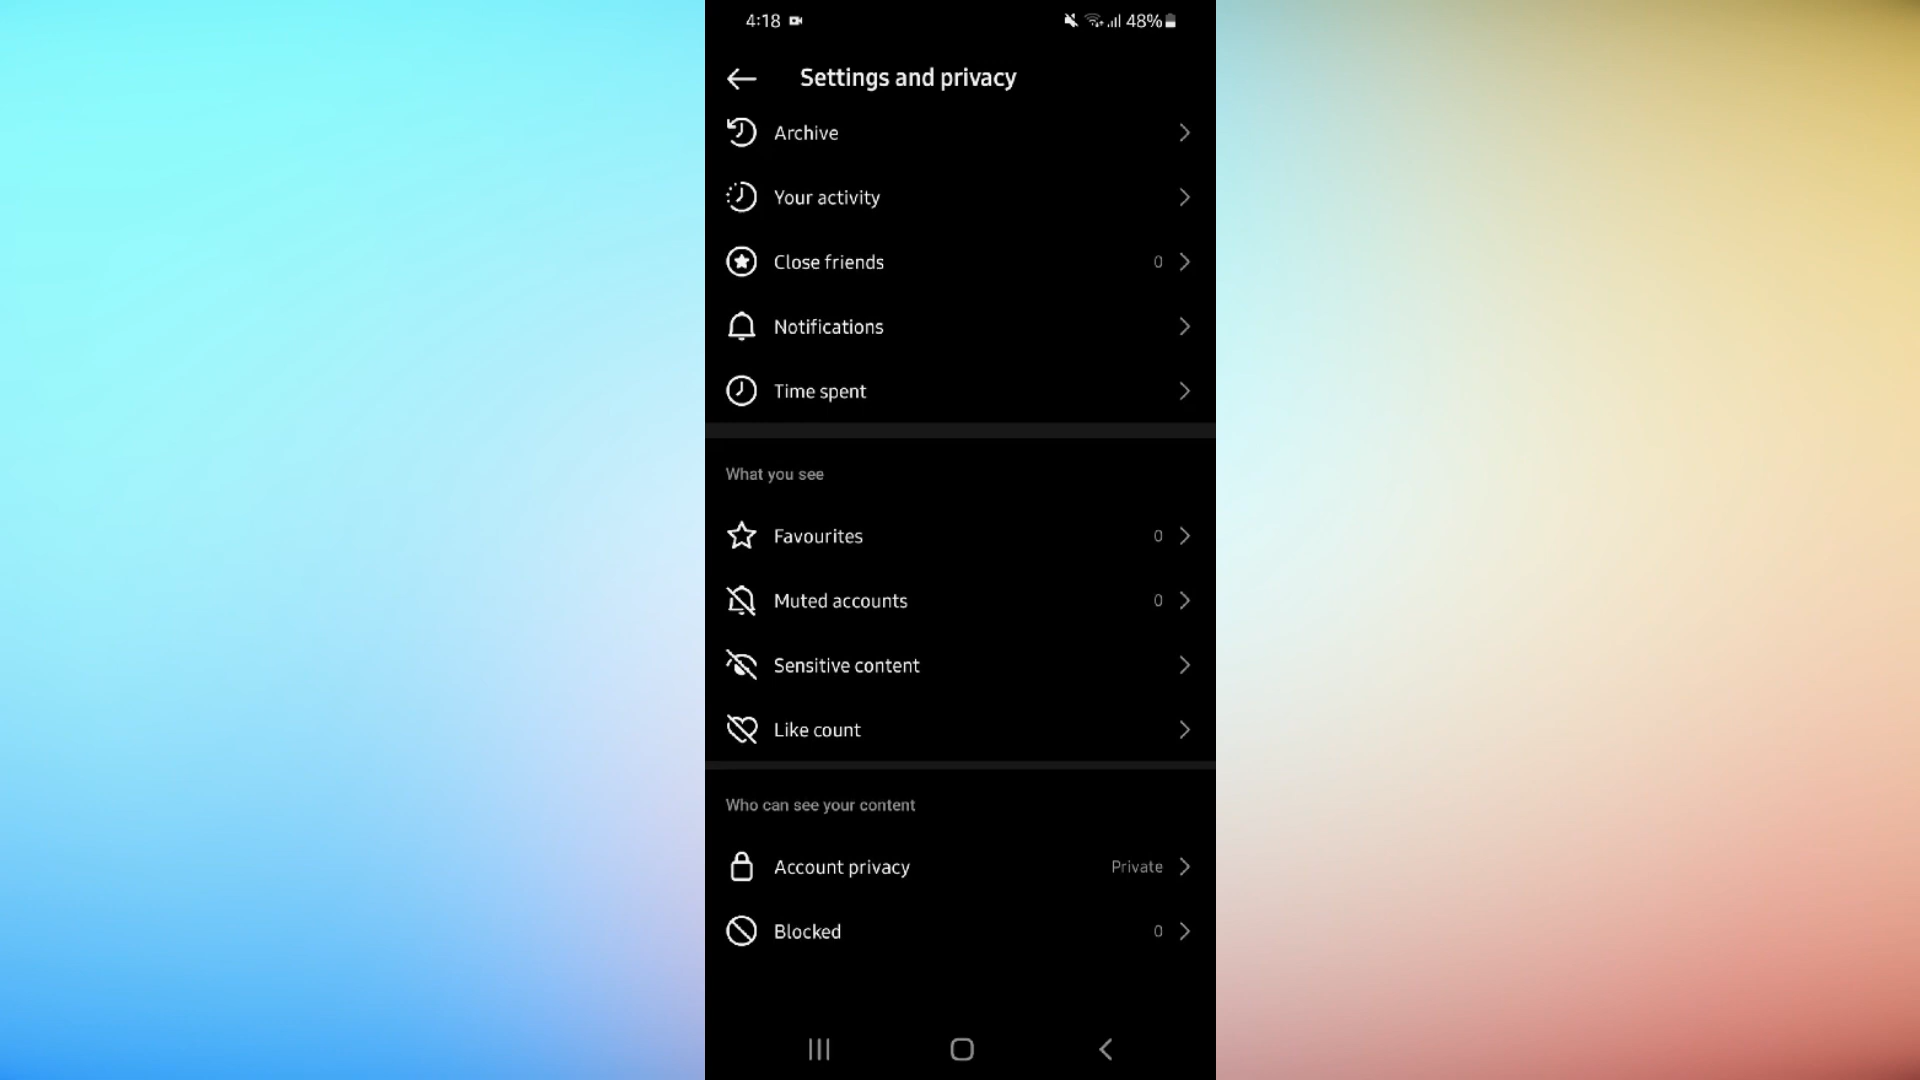 4:18 48%
Settings and privacy
Archive
Your activity
Close friends 0
Notifications
Time spent
What you see
Favourites 0
Muted accounts 0
Sensitive content
Like count
Who can see your content
Account privacy Private
Blocked 0